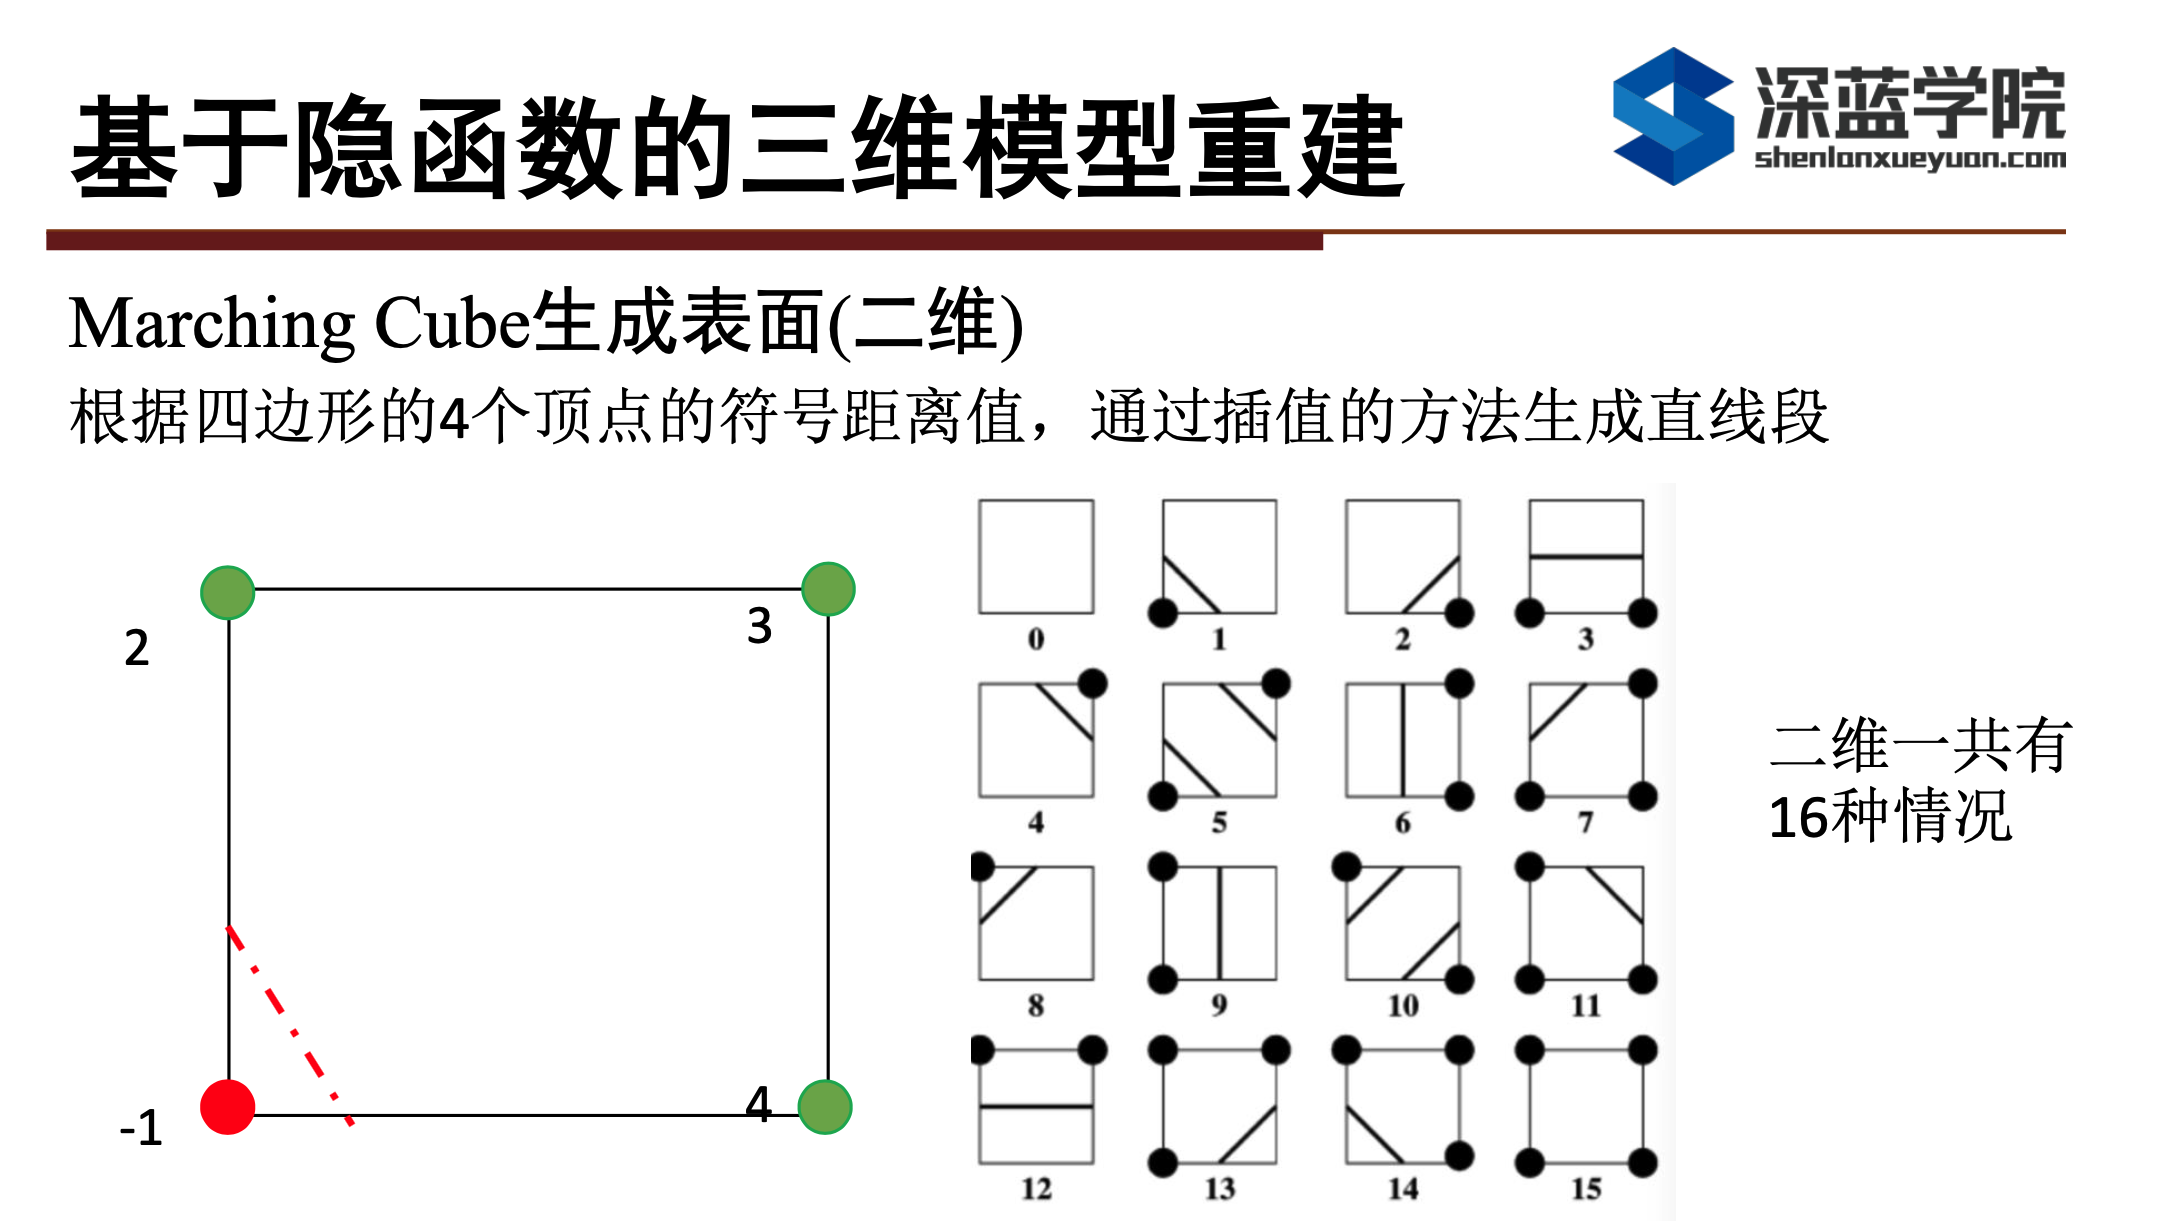 基于隐函数的三维模型重建
深蓝学院
shenlanxueyuan.com
Marching Cube生成表面(二维)
根据四边形的4个顶点的符号距离值，通过插值的方法生成直线段
2
3
-1
4
0 1 2 3
4 5 6 7
8 9 10 11
12 13 14 15
二维一共有
16种情况